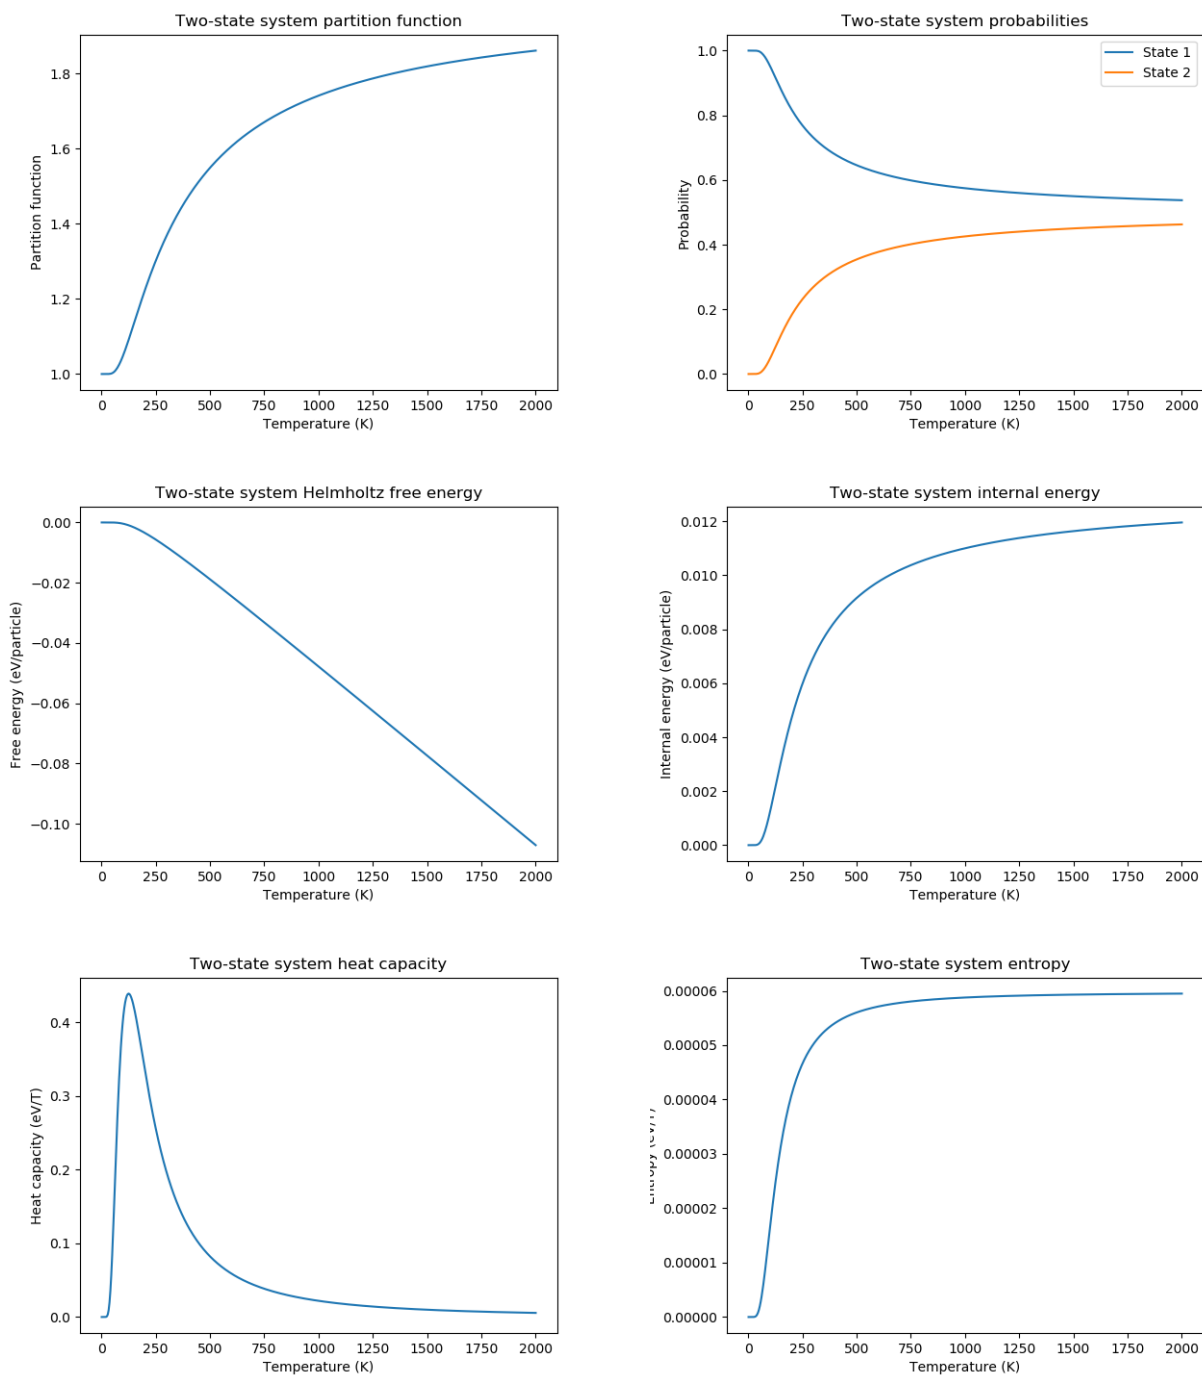 Two-state system partition function
Partition function
1.8
1.6
1.4
1.2
1.0
0 250 500 750 1000 1250 1500 1750 2000
Temperature (K)
Two-state system probabilities
Probability
1.0
0.8
0.6
0.4
0.2
0.0
State 1
State 2
0 250 500 750 1000 1250 1500 1750 2000
Temperature (K)
Two-state system Helmholtz free energy
Free energy (eV/particle)
0.00
−0.02
−0.04
−0.06
−0.08
−0.10
0 250 500 750 1000 1250 1500 1750 2000
Temperature (K)
Two-state system internal energy
Internal energy (eV/particle)
0.012
0.010
0.008
0.006
0.004
0.002
0.000
0 250 500 750 1000 1250 1500 1750 2000
Temperature (K)
Two-state system heat capacity
Heat capacity (eV/T)
0.4
0.3
0.2
0.1
0.0
0 250 500 750 1000 1250 1500 1750 2000
Temperature (K)
Two-state system entropy
Entropy (eV/T)
0.00006
0.00005
0.00004
0.00003
0.00002
0.00001
0.00000
0 250 500 750 1000 1250 1500 1750 2000
Temperature (K)